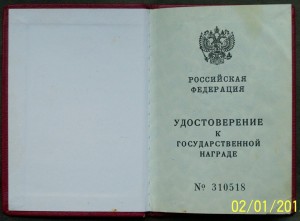 РОССИЙСКАЯ
ФЕДЕРАЦИЯ
УДОСТОВЕРЕНИЕ
К
ГОСУДАРСТВЕННОЙ
НАГРАДЕ
№ 310518
02/01/201